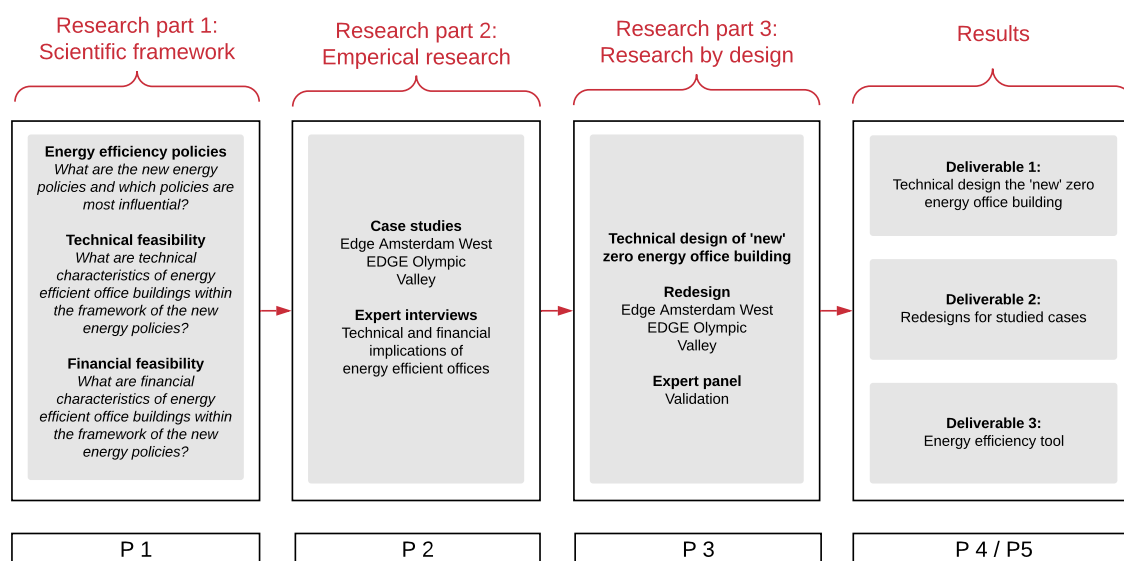 Research part 1:
Scientific framework
Energy efficiency policies
What are the new energy
policies and which policies are
most influential?
Technical feasibility
What are technical
characteristics of energy
efficient office buildings within
the framework of the new
energy policies?
Financial feasibility
What are financial
characteristics of energy
efficient office buildings within
the framework of the new
energy policies?
P 1
Research part 2:
Emperical research
Case studies
Edge Amsterdam West
EDGE Olympic
Valley
Expert interviews
Technical and financial
implications of
energy efficient offices
P 2
Research part 3:
Research by design
Technical design of 'new'
zero energy office building
Redesign
Edge Amsterdam West
EDGE Olympic
Valley
Expert panel
Validation
P 3
Results
Deliverable 1:
Technical design the 'new' zero
energy office building
Deliverable 2:
Redesigns for studied cases
Deliverable 3:
Energy efficiency tool
P 4 / P5